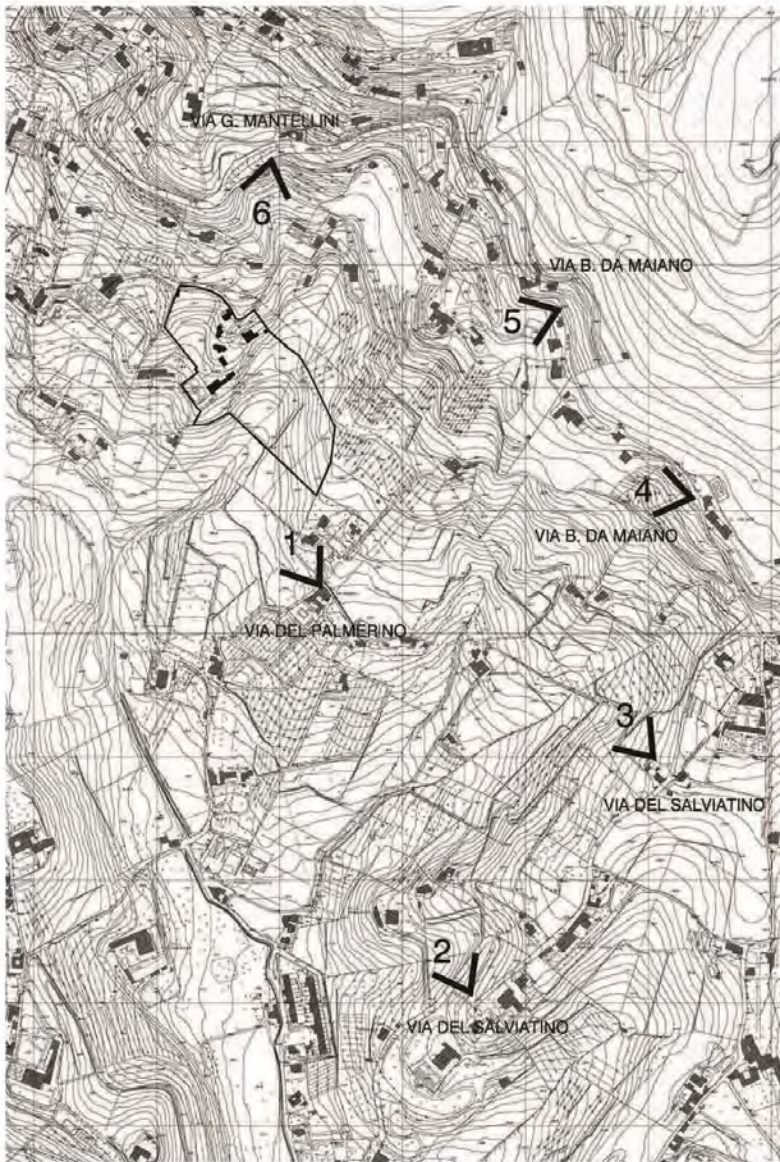 VIA G. MANTELLINI
6
VIA B. DA MAIANO
5
4
VIA B. DA MAIANO
1
VIA DEL PALMERINO
3
VIA DEL SALVIATINO
2
VIA DEL SALVIATINO